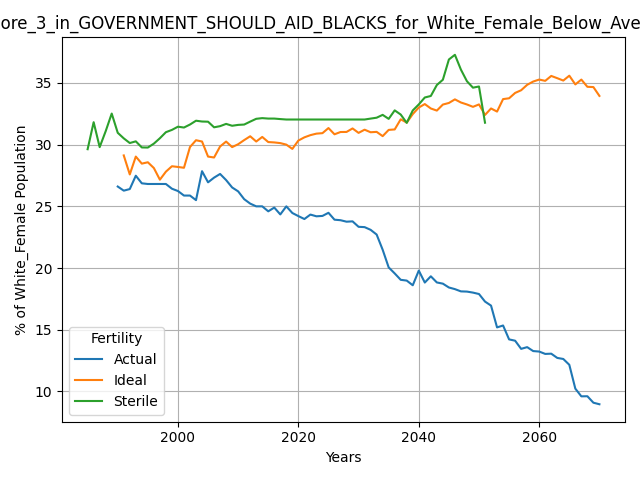 ore_3_in_GOVERNMENT_SHOULD_AID_BLACKS_for_White_Female_Below_Ave
% of White_Female Population
35
30
25
20
15
10
Fertility
Actual
Ideal
Sterile
2000 2020 2040 2060
Years